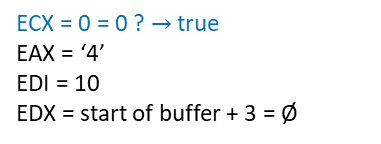 ECX = 0 = 0 ? → true
EAX = ‘4’
EDI = 10
EDX = start of buffer + 3 = Ø